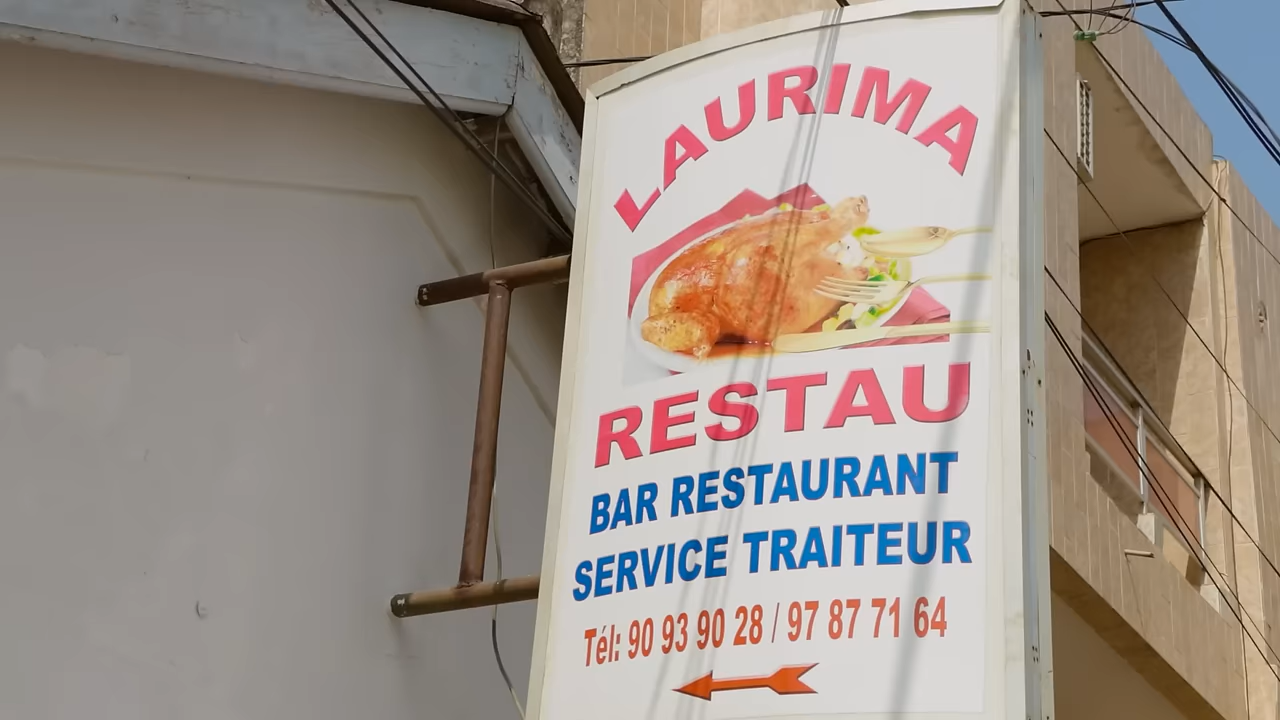 LAURIMA
RESTAU
BAR RESTAURANT
SERVICE TRAITEUR
Tél: 90 93 90 28 / 97 87 71 64